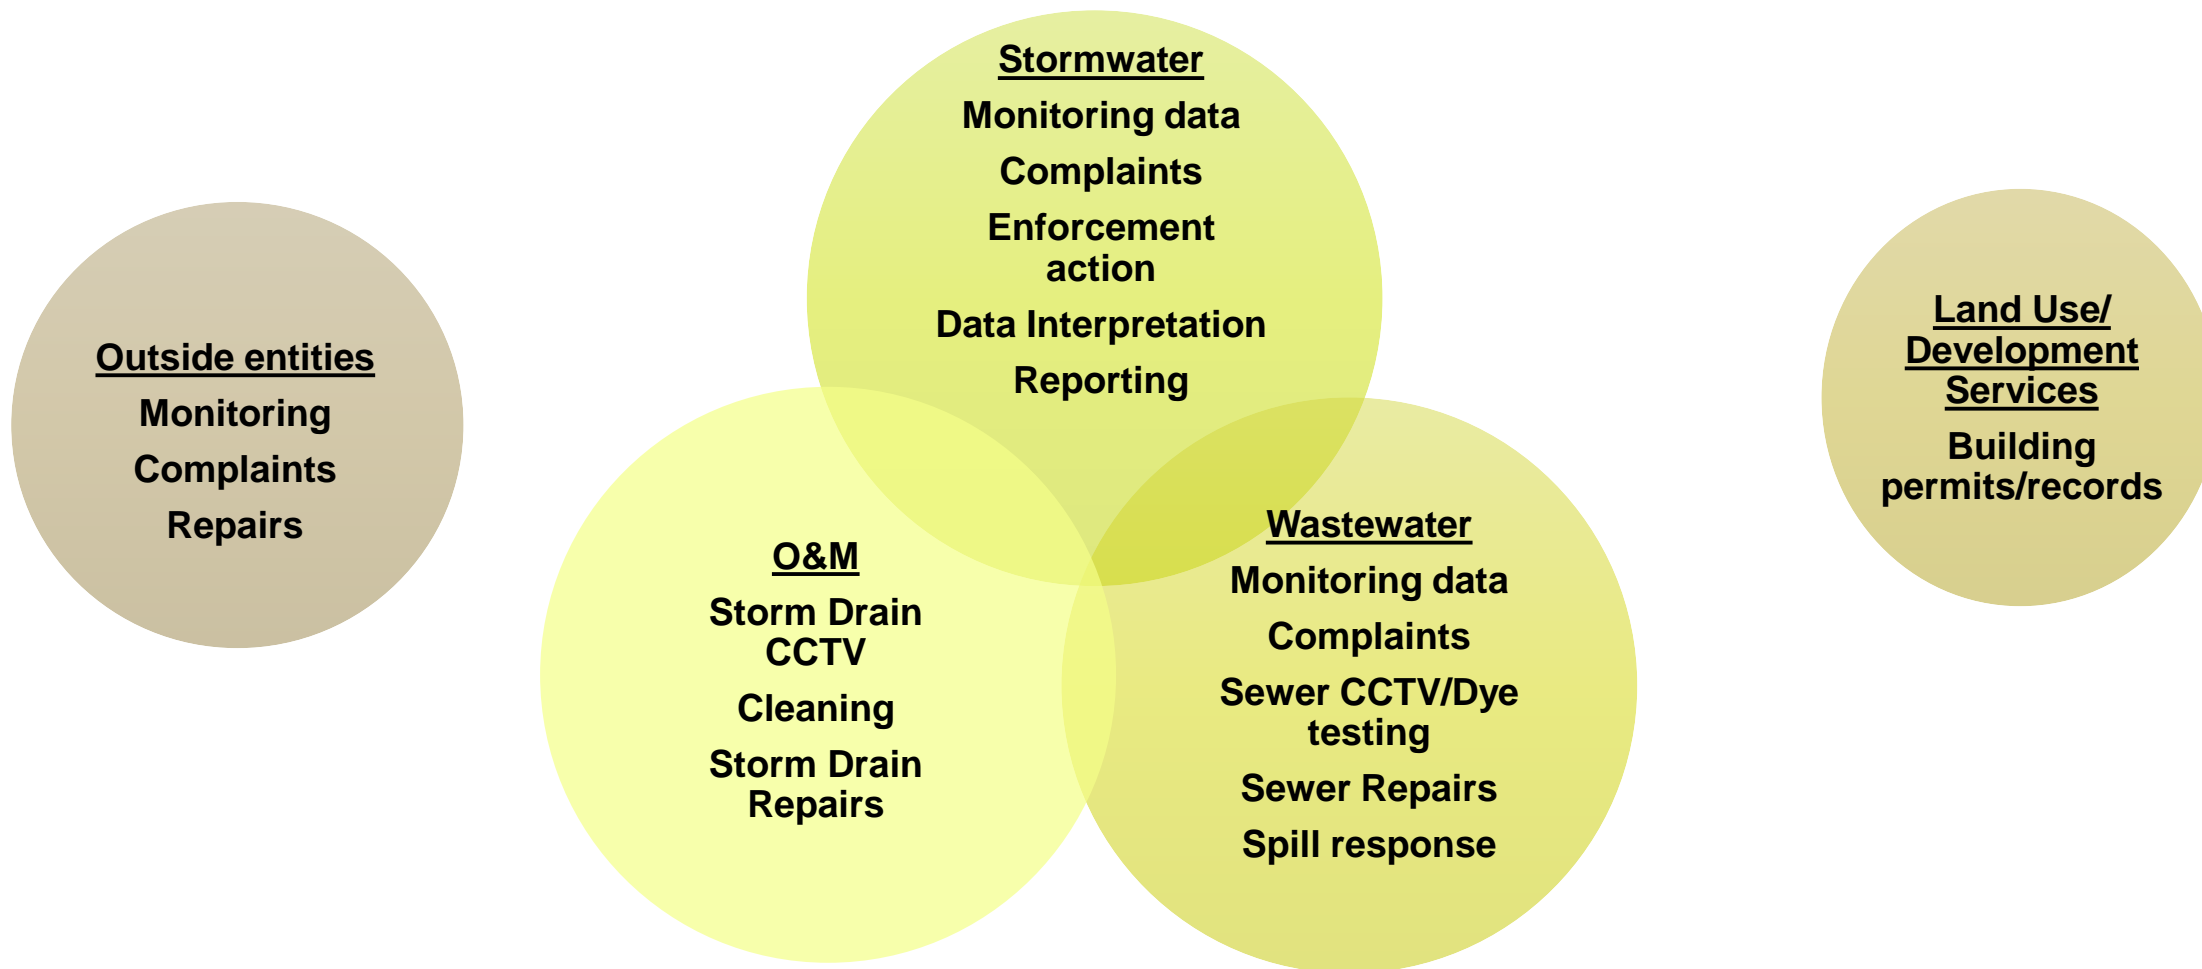 Stormwater
Monitoring data
Complaints
Enforcement
action
Data Interpretation
Reporting
Outside entities
Monitoring
Complaints
Repairs
O&M
Storm Drain
CCTV
Cleaning
Storm Drain
Repairs
Wastewater
Monitoring data
Complaints
Sewer CCTV/Dye
testing
Sewer Repairs
Spill response
Land Use/
Development
Services
Building
permits/records